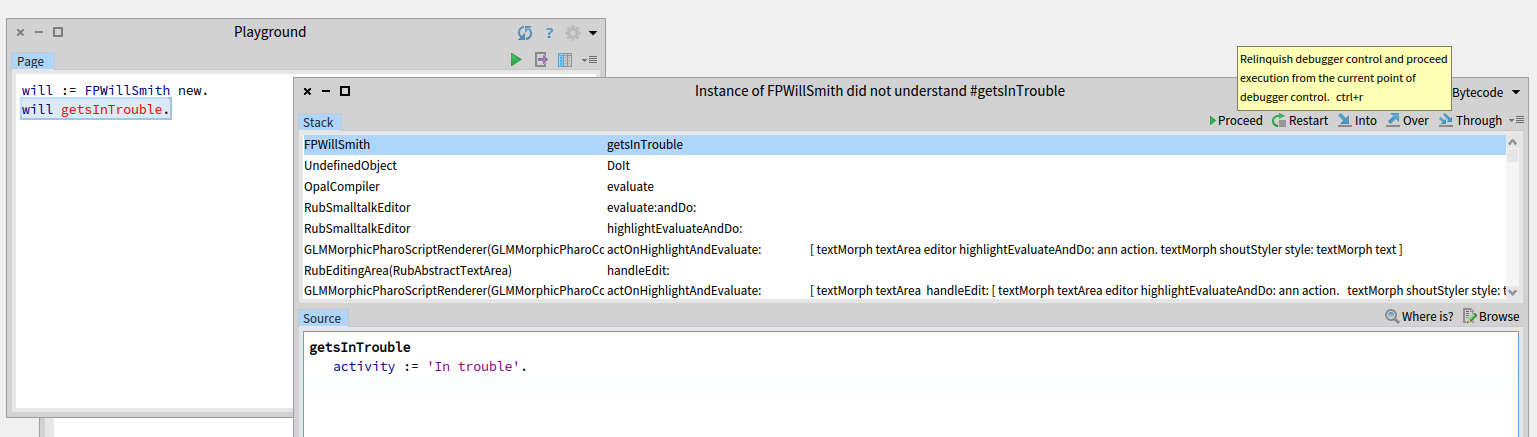 Playground
?
Page
will := FPWillSmith new.
will getsInTrouble.
Relinquish debugger control and proceed
execution from the current point of
debugger control. ctrl+r
Instance of FPWillSmith did not understand #getsInTrouble
Bytecode
Stack
Proceed Restart Into Over Through
FPWillSmith getsInTrouble
UndefinedObject DoIt
OpalCompiler evaluate
RubSmalltalkEditor evaluate:andDo:
RubSmalltalkEditor highlightEvaluateAndDo:
GLMMorphicPharoScriptRenderer(GLMMorphicPharoCc actOnHighlightAndEvaluate: [ textMorph textArea editor highlightEvaluateAndDo: ann action. textMorph shoutStyler style: textMorph text ]
RubEditingArea(RubAbstractTextArea) handleEdit:
GLMMorphicPharoScriptRenderer(GLMMorphicPharoCc actOnHighlightAndEvaluate: [ textMorph textArea handleEdit: [ textMorph textArea editor highlightEvaluateAndDo: ann action. textMorph shoutStyler style: t
Source
Where is? Browse
getsInTrouble
activity := 'In trouble'.